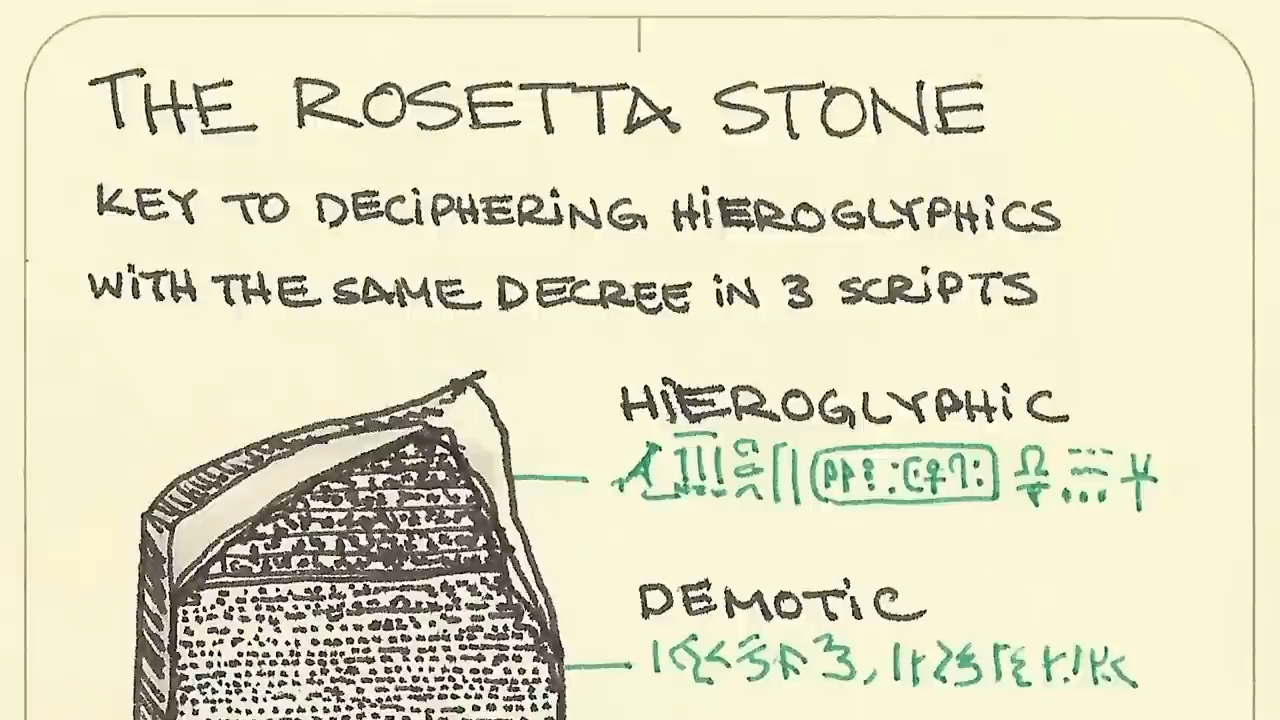 THE ROSETTA STONE
KEY TO DECIPHERING HIEROGLYPHICS
WITH THE SAME DECREE IN 3 SCRIPTS
HIEROGLYPHIC
DEMOTIC